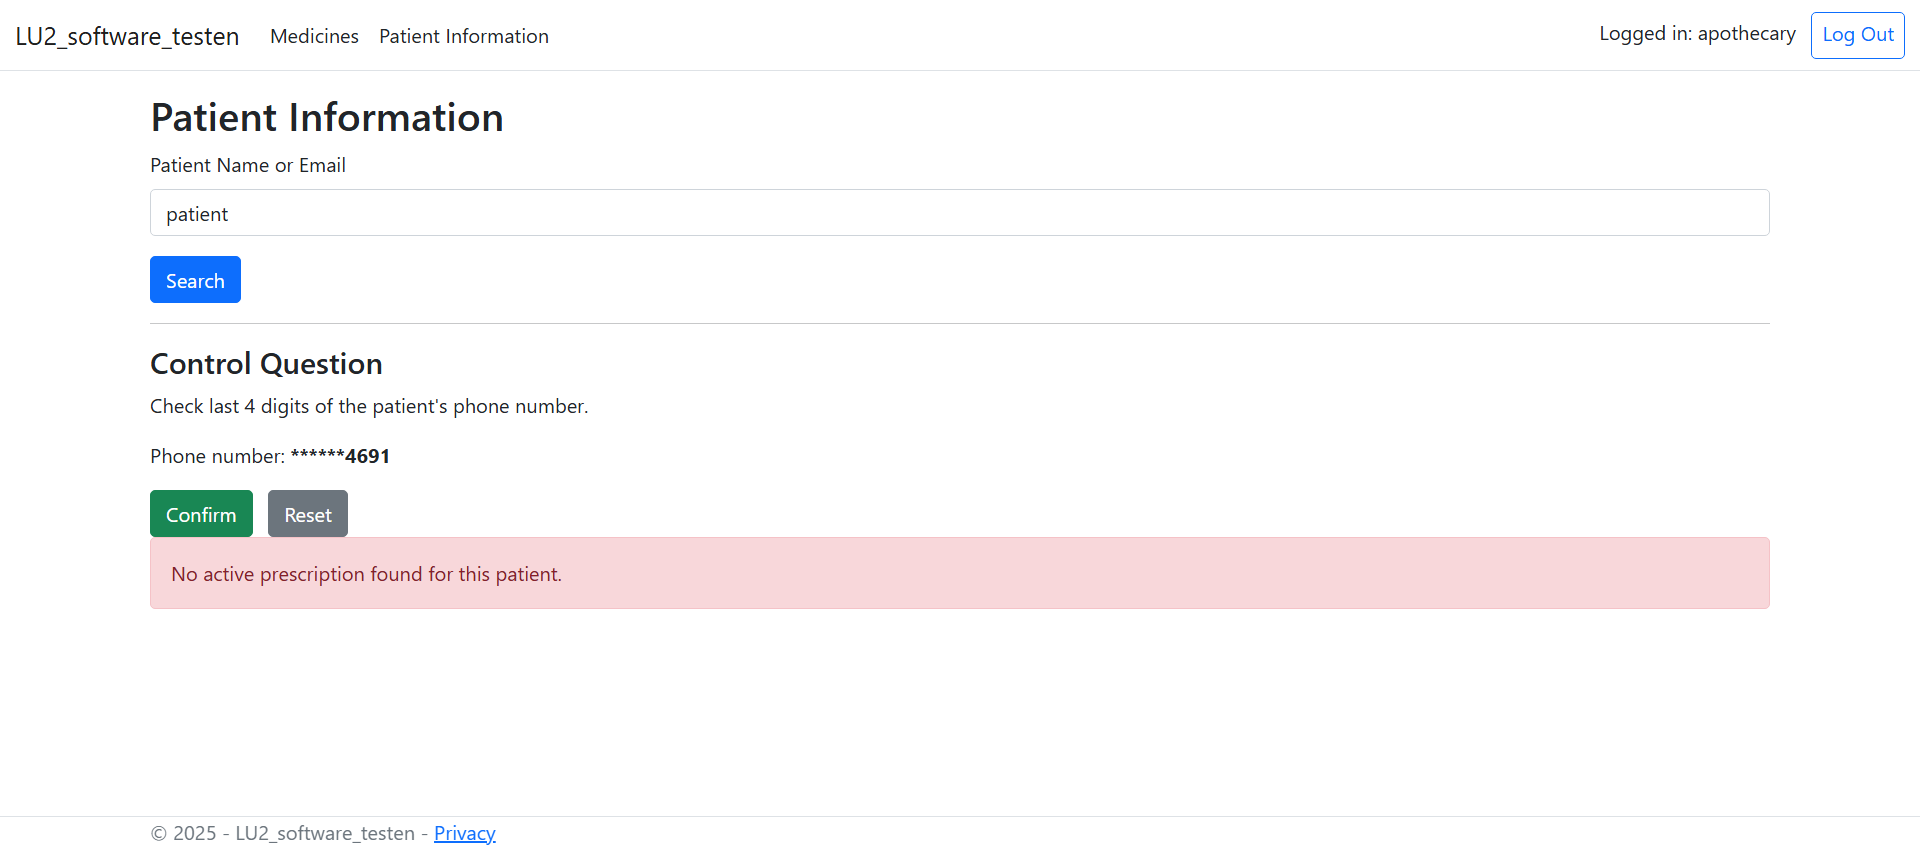 LU2_software_testen Medicines Patient Information Logged in: apothecary Log Out
Patient Information
Patient Name or Email
patient
Search
Control Question
Check last 4 digits of the patient's phone number.
Phone number: ******4691
Confirm Reset
No active prescription found for this patient.
© 2025 - LU2_software_testen - Privacy